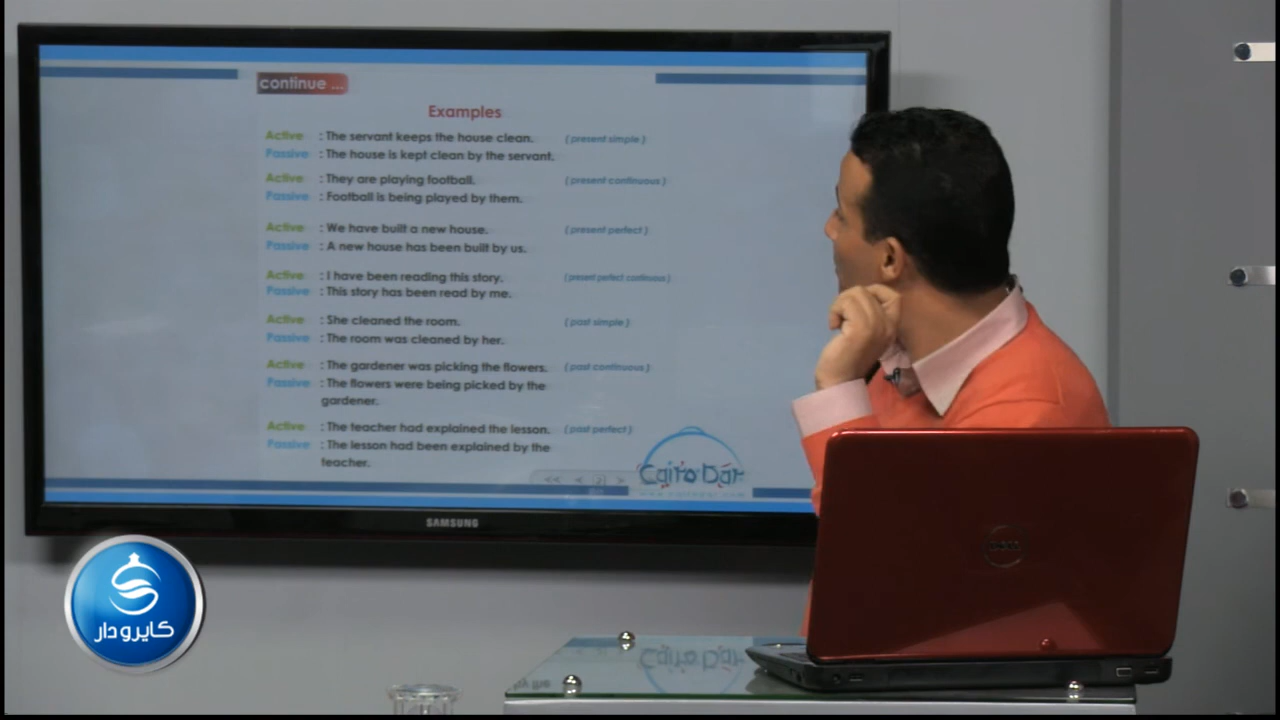 continue ...
Examples
Active : The servant keeps the house clean. (present simple)
Passive : The house is kept clean by the servant.
Active : They are playing football. (present continuous)
Passive : Football is being played by them.
Active : We have built a new house. (present perfect)
Passive : A new house has been built by us.
Active : I have been reading this story. (present perfect continuous)
Passive : This story has been read by me.
Active : She cleaned the room. (past simple)
Passive : The room was cleaned by her.
Active : The gardener was picking the flowers. (past continuous)
Passive : The flowers were being picked by the
gardener.
Active : The teacher had explained the lesson. (past perfect)
Passive : The lesson had been explained by the
teacher.
Cairo Dar
www.cairodar.com
SAMSUNG
DELL
كايرو دار